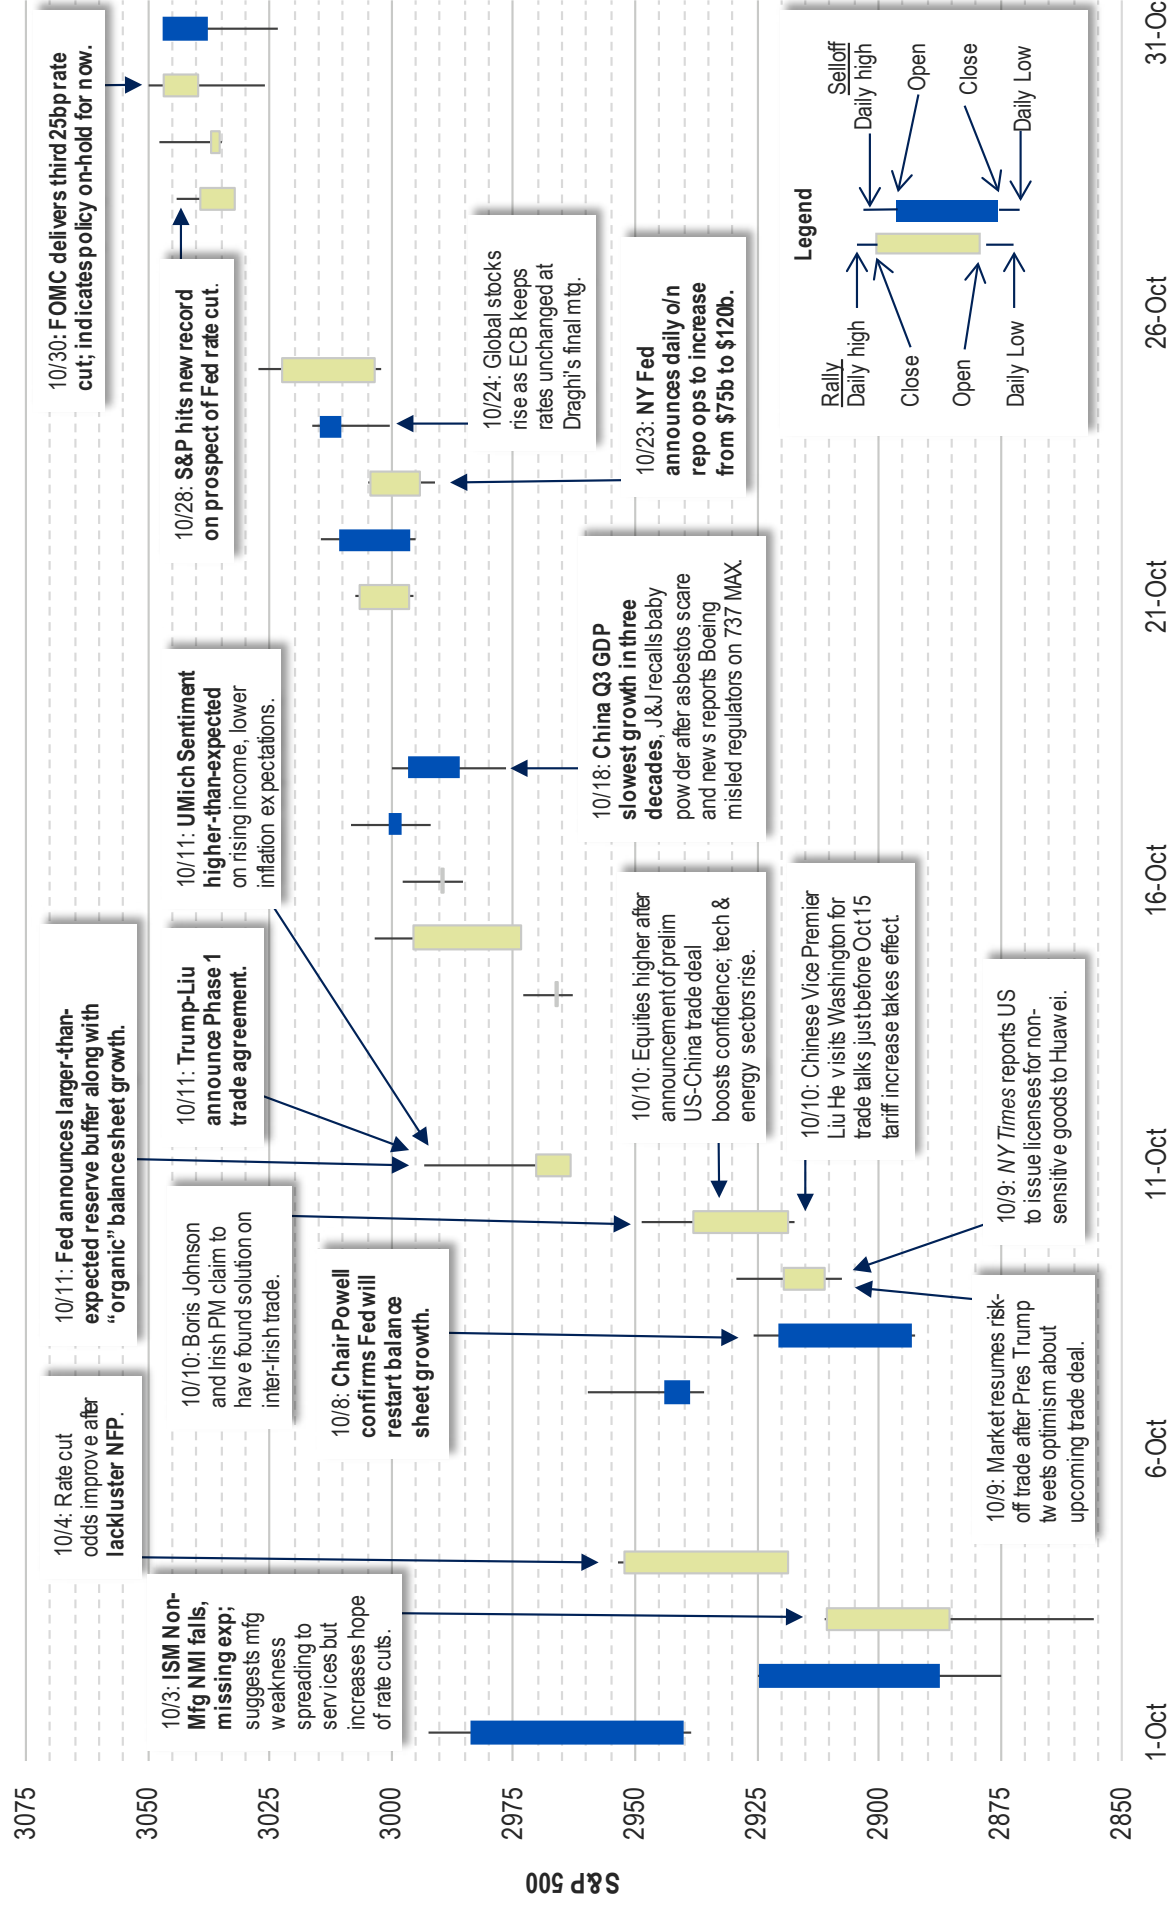 10/30: FOMC delivers third 25bp rate
cut; indicates policy on-hold for now.
10/28: S&P hits new record
on prospect of Fed rate cut.
10/24: Global stocks
rise as ECB keeps
rates unchanged at
Draghi's final mtg.
10/23: NY Fed
announces daily o/n
repo ops to increase
from $75b to $120b.
10/18: China Q3 GDP
slowest growth in three
decades, J&J recalls baby
powder after asbestos scare
and news reports Boeing
misled regulators on 737 MAX.
10/11: UMich Sentiment
higher-than-expected
on rising income, lower
inflation expectations.
10/11: Trump-Liu
announce Phase 1
trade agreement.
10/11: Fed announces larger-than-
expected reserve buffer along with
“organic” balance sheet growth.
10/10: Boris Johnson
and Irish PM claim to
have found solution on
inter-Irish trade.
10/8: Chair Powell
confirms Fed will
restart balance
sheet growth.
10/4: Rate cut
odds improve after
lackluster NFP.
10/3: ISM Non-
Mfg NMI falls,
missing exp;
suggests mfg
weakness
spreading to
services but
increases hope
of rate cuts.
10/10: Equities higher after
announcement of prelim
US-China trade deal
boosts confidence; tech &
energy sectors rise.
10/10: Chinese Vice Premier
Liu He visits Washington for
trade talks just before Oct 15
tariff increase takes effect.
10/9: NY Times reports US
to issue licenses for non-
sensitive goods to Huawei.
10/9: Market resumes risk-
off trade after Pres Trump
tweets optimism about
upcoming trade deal.
Legend
Rally
Daily high
Close
Open
Daily Low
Selloff
Daily high
Open
Close
Daily Low
S&P 500
3075
3050
3025
3000
2975
2950
2925
2900
2875
2850
1-Oct
6-Oct
11-Oct
16-Oct
21-Oct
26-Oct
31-Oc